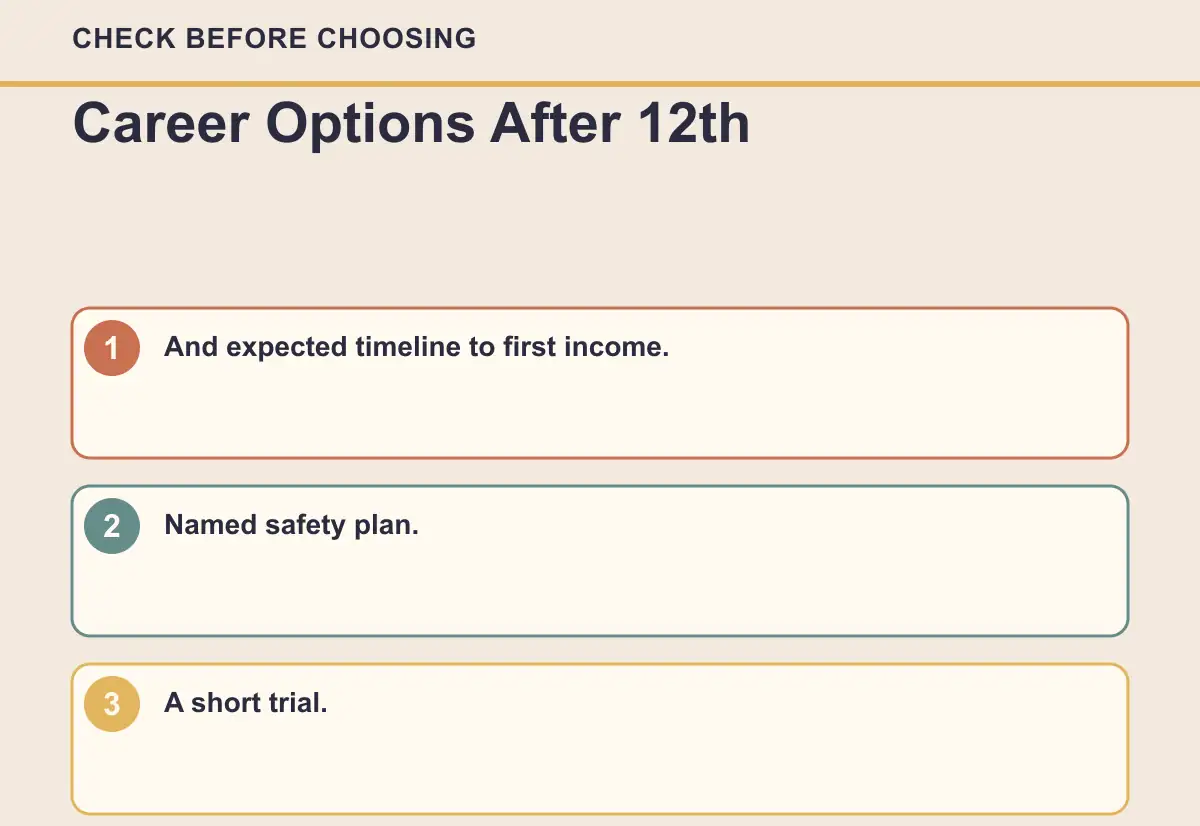 CHECK BEFORE CHOOSING
Career Options After 12th
1
And expected timeline to first income.
2
Named safety plan.
3
A short trial.